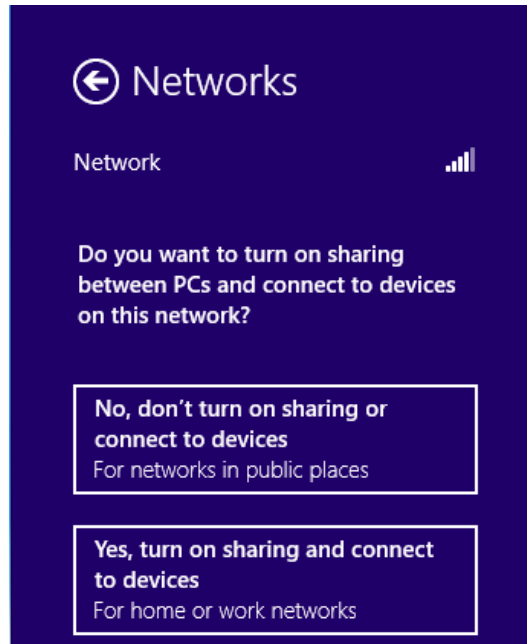 Networks
Network
Do you want to turn on sharing
between PCs and connect to devices
on this network?
No, don't turn on sharing or
connect to devices
For networks in public places
Yes, turn on sharing and connect
to devices
For home or work networks